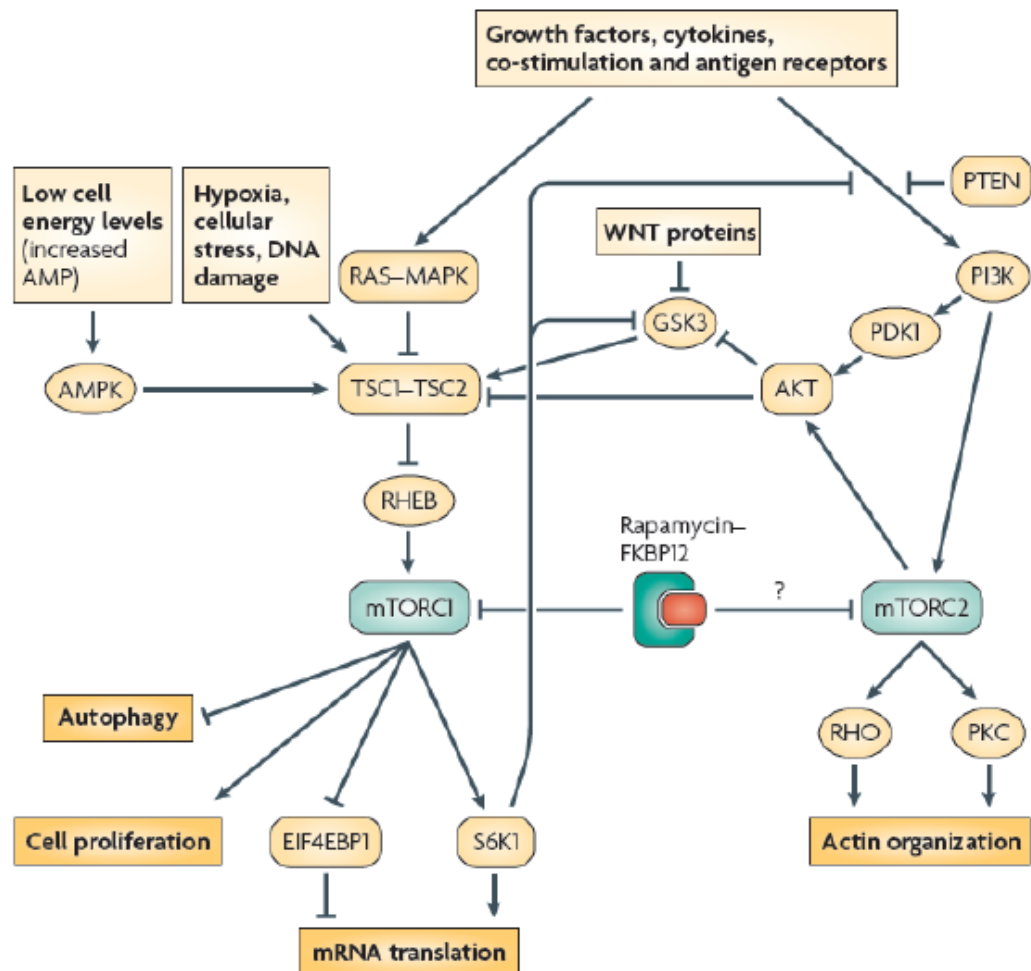 Growth factors, cytokines,
co-stimulation and antigen receptors
Low cell
energy levels
(increased
AMP)
Hypoxia,
cellular
stress, DNA
damage
PTEN
WNT proteins
RAS–MAPK
PI3K
GSK3
PDK1
AMPK
TSC1–TSC2
AKT
RHEB
Rapamycin–
FKBP12
mTORC1
?
mTORC2
Autophagy
RHO
PKC
Cell proliferation
EIF4EBP1
S6K1
Actin organization
mRNA translation